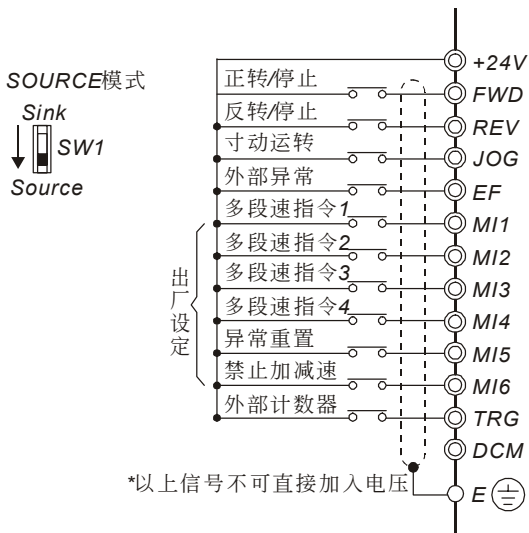 +24V
SOURCE模式
正转/停止
FWD
Sink
反转/停止
REV
SW1
寸动运转
JOG
Source
外部异常
EF
多段速指令1
MI1
多段速指令2
MI2
出厂设定
多段速指令3
MI3
多段速指令4
MI4
异常重置
MI5
禁止加减速
MI6
外部计数器
TRG
DCM
*以上信号不可直接加入电压
E